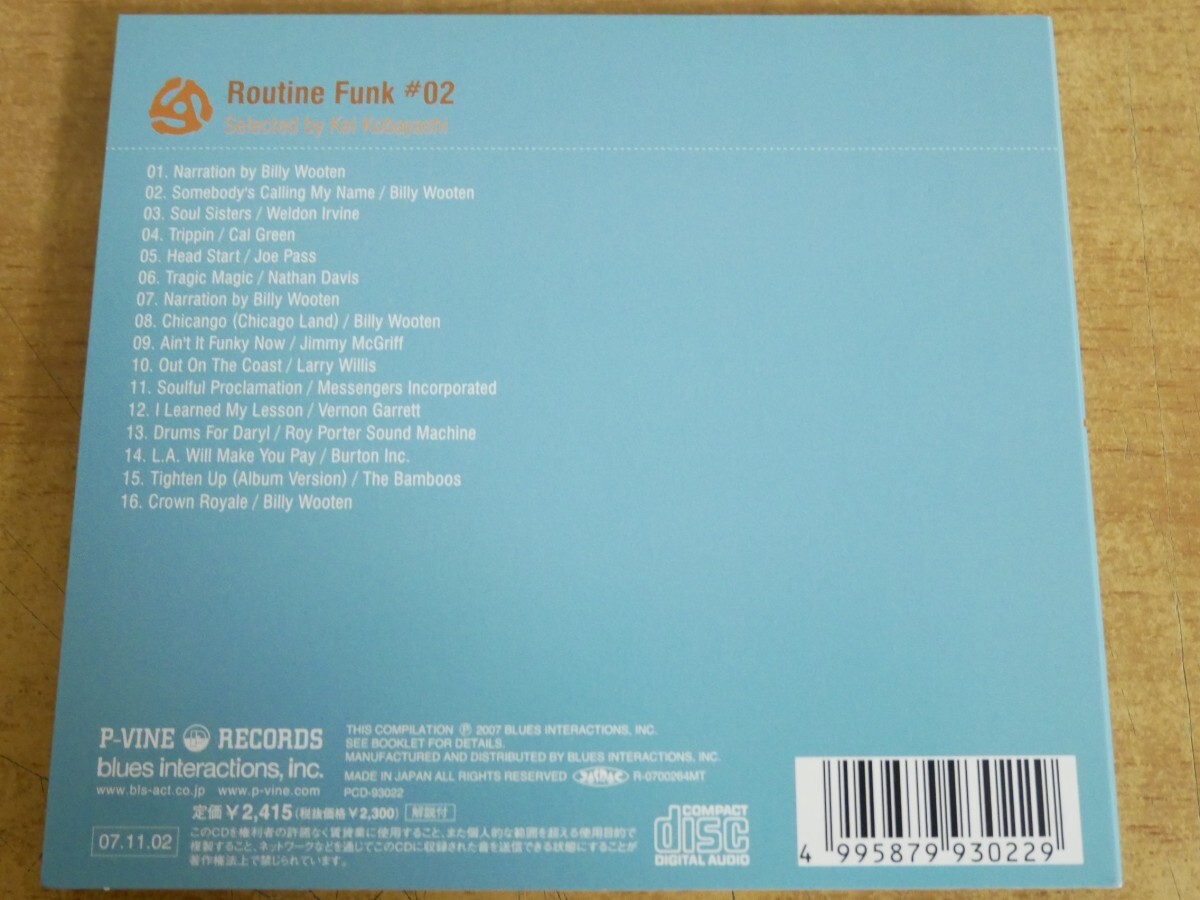 Routine Funk #02
Selected by Kei Kobayashi
01. Narration by Billy Wooten
02. Somebody's Calling My Name / Billy Wooten
03. Soul Sisters / Weldon Irvine
04. Trippin / Cal Green
05. Head Start / Joe Pass
06. Tragic Magic / Nathan Davis
07. Narration by Billy Wooten
08. Chicango (Chicago Land) / Billy Wooten
09. Ain't It Funky Now / Jimmy McGriff
10. Out On The Coast / Larry Willis
11. Soulful Proclamation / Messengers Incorporated
12. I Learned My Lesson / Vernon Garrett
13. Drums For Daryl / Roy Porter Sound Machine
14. L.A. Will Make You Pay / Burton Inc.
15. Tighten Up (Album Version) / The Bamboos
16. Crown Royale / Billy Wooten
P-VINE RECORDS
blues interactions, inc.
www.bls-act.co.jp www.p-vine.com
THIS COMPILATION ℗ 2007 BLUES INTERACTIONS, INC.
SEE BOOKLET FOR DETAILS.
MANUFACTURED AND DISTRIBUTED BY BLUES INTERACTIONS, INC.
MADE IN JAPAN ALL RIGHTS RESERVED JASRAC R-0700264MT
PCD-93022
定価¥2,415(税抜価格¥2,300) 解説付
07.11.02
このCDを権利者の許諾なく賃貸業に使用すること、また個人的な範囲を超える使用目的で
複製すること、ネットワークなどを通じてこのCDに収録された音を送信できる状態にすることが
著作権法上で禁じられています。
COMPACT
disc
DIGITAL AUDIO
4 995879 930229